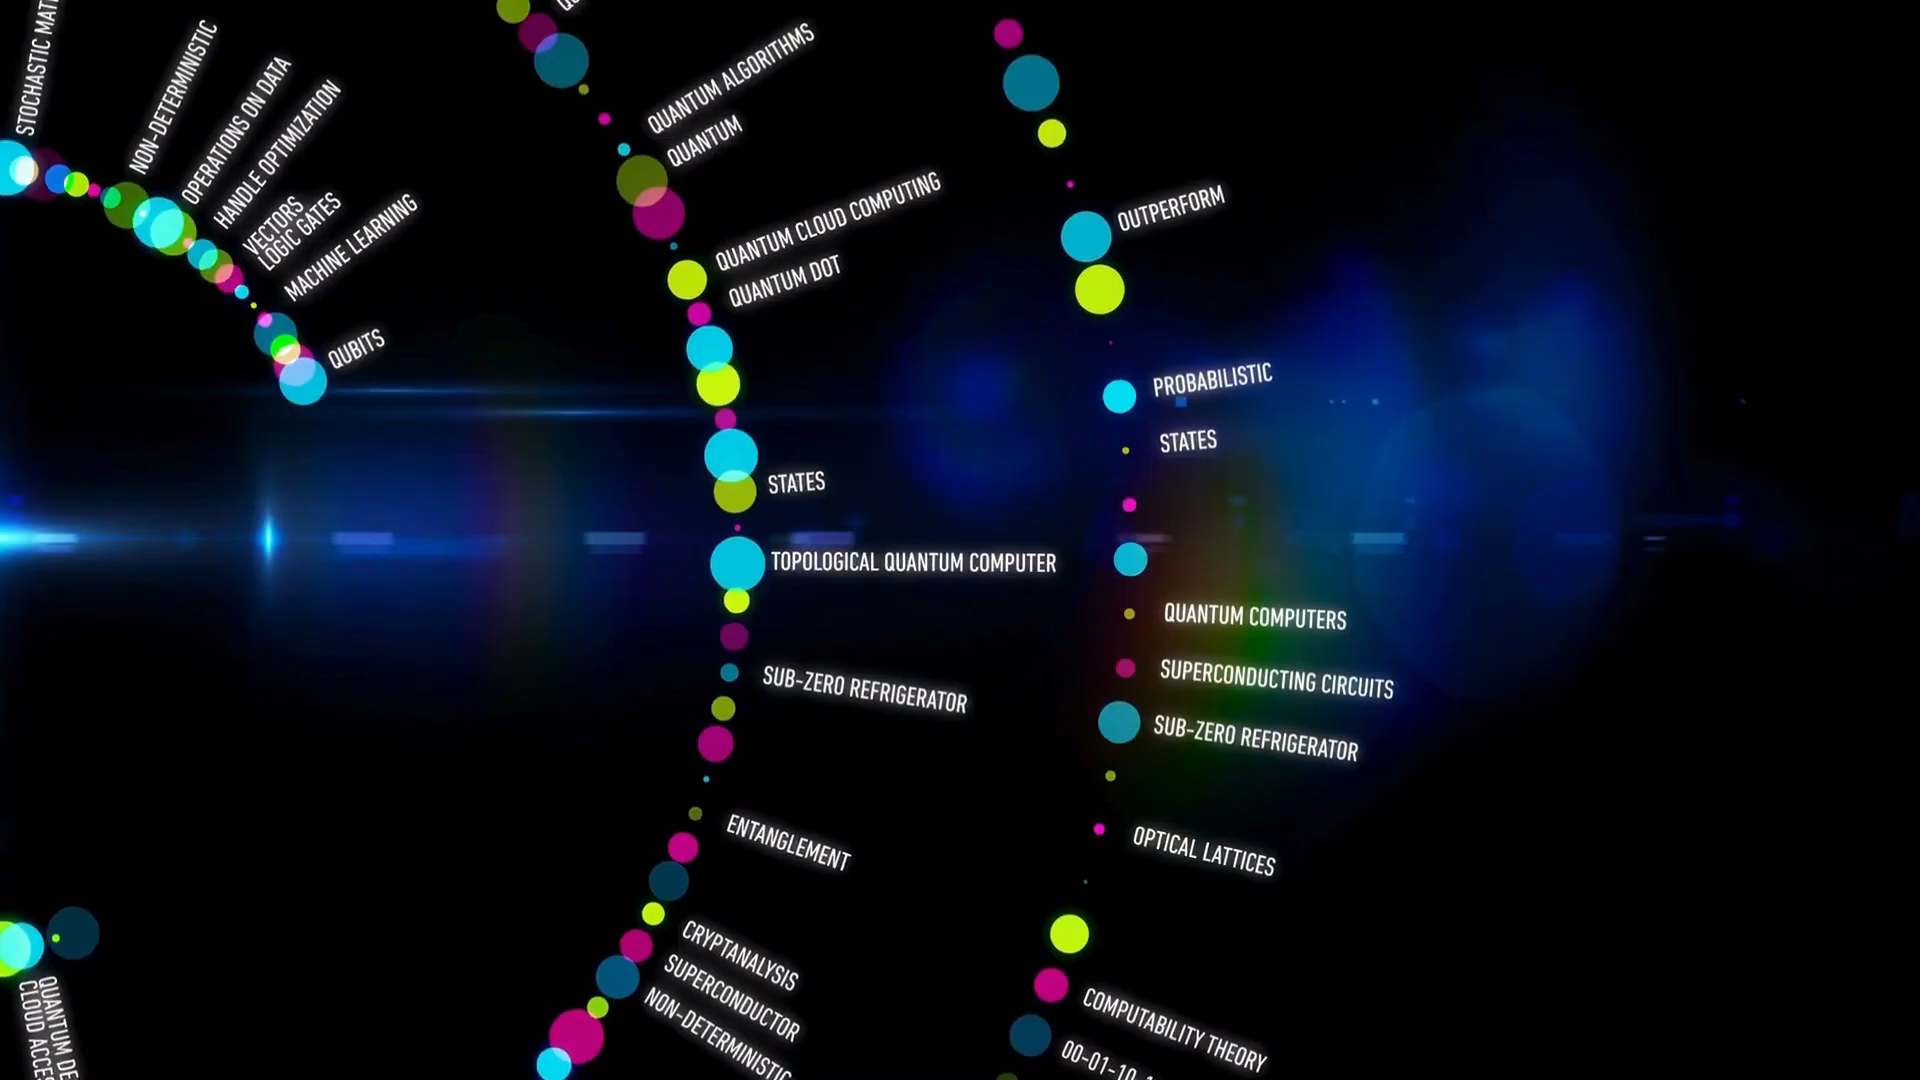 STOCHASTIC
NON-DETERMINISTIC
OPERATIONS ON DATA
HANDLE OPTIMIZATION
VECTORS
LOGIC GATES
MACHINE LEARNING
QUBITS
QUANTUM
CLOUD
QUANTUM ALGORITHMS
QUANTUM
QUANTUM CLOUD COMPUTING
QUANTUM DOT
STATES
TOPOLOGICAL QUANTUM COMPUTER
SUB-ZERO REFRIGERATOR
ENTANGLEMENT
CRYPTANALYSIS
SUPERCONDUCTOR
NON-DETERMINISTIC
OUTPERFORM
PROBABILISTIC
STATES
QUANTUM COMPUTERS
SUPERCONDUCTING CIRCUITS
SUB-ZERO REFRIGERATOR
OPTICAL LATTICES
COMPUTABILITY THEORY
00-01-10-